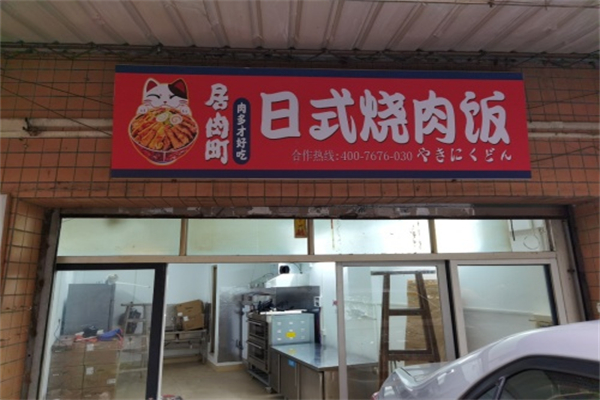 居肉町
肉多才好吃
日式烧肉饭
合作热线:400-7676-030
やきにくどん